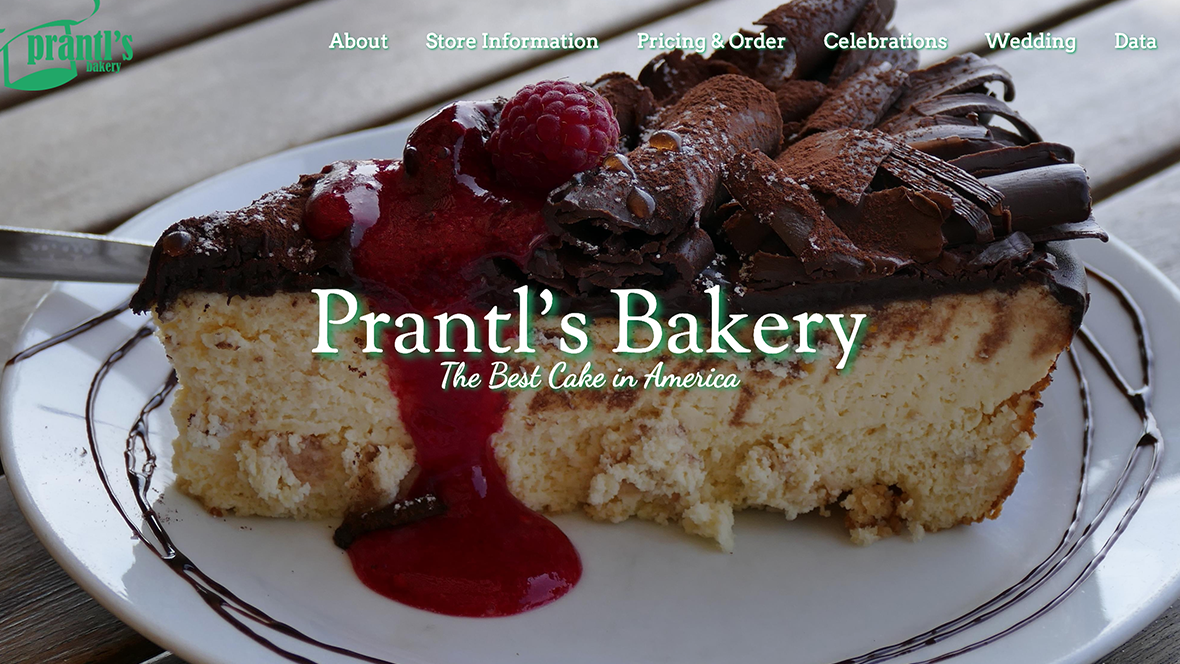 prantl's
bakery
About
Store Information
Pricing & Order
Celebrations
Wedding
Data
Prantl's Bakery
The Best Cake in America